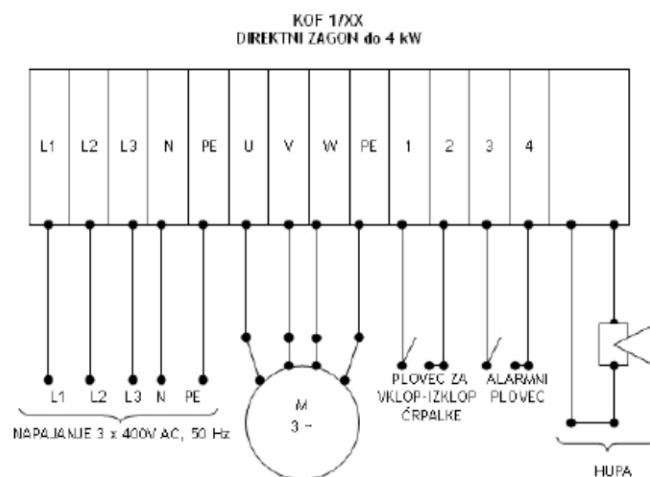 KOF 1/XX
DIREKTNI ZAGON do 4 kW
L1 L2 L3 N PE U V W PE 1 2 3 4
L1 L2 L3 N PE
NAPAJANJE 3 x 400V AC, 50 Hz
M
3 ~
PLOVEC ZA
VKLOP-IZKLOP
ČRPALKE
ALARMNI
PLOVEC
HUPA